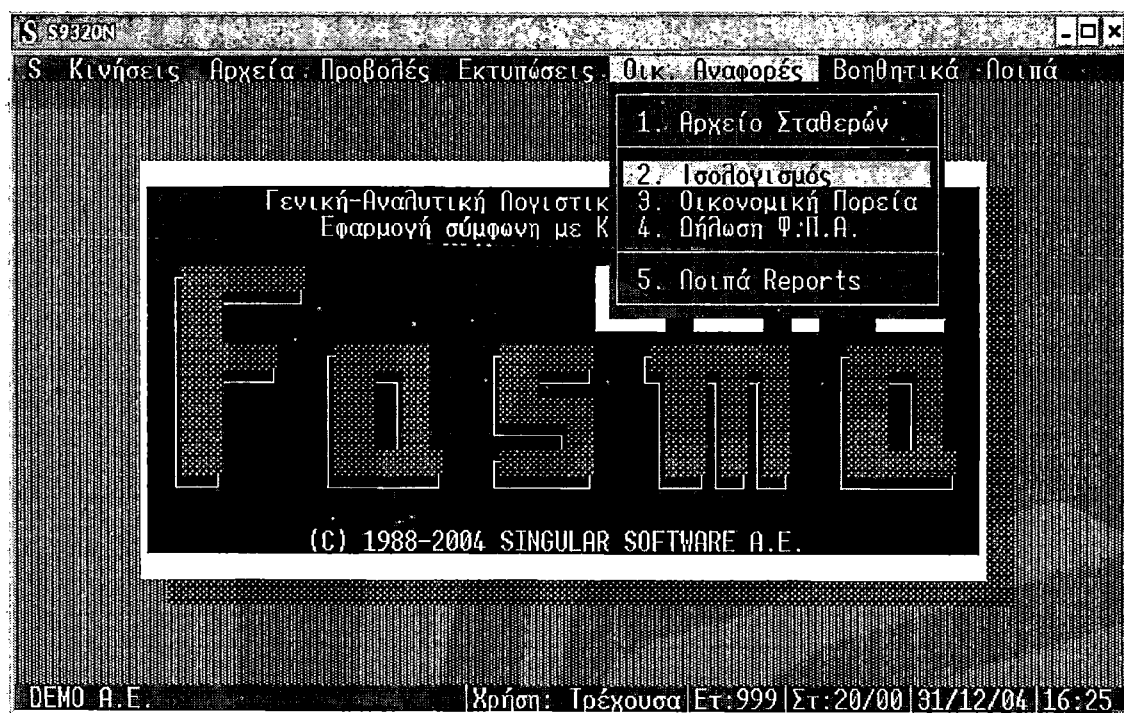 S S9320N
S Κινήσεις Αρχεία Προβολές Εκτυπώσεις Οικ. Αναφορές Βοηθητικά Λοιπά
1. Αρχείο Σταθερών
2. Ισολογισμός
3. Οικονομική Πορεία
4. Δήλωση Φ.Π.Α.
5. Λοιπά Reports
Γενική-Αναλυτική Λογιστικ
Εφαρμογή σύμφωνη με Κ
Fasma
(C) 1988-2004 SINGULAR SOFTWARE A.E.
DEMO A.E. |Χρήση: Τρέχουσα|Ετ:999|Στ:20/00|31/12/04|16:25